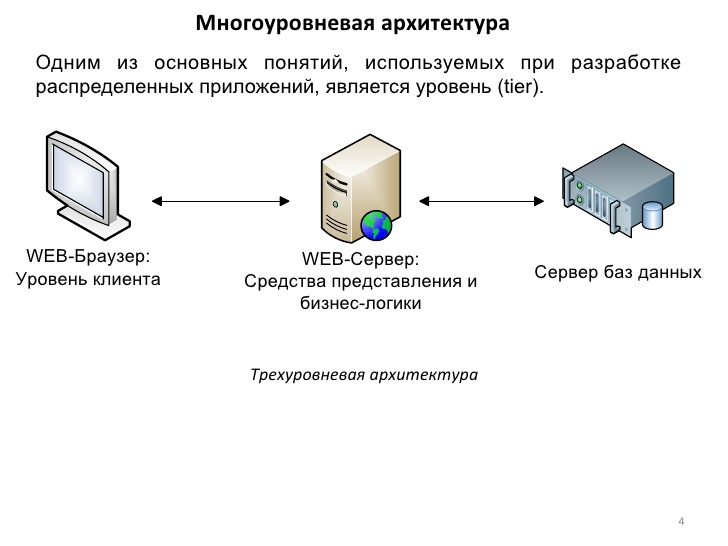 Многоуровневая архитектура
Одним из основных понятий, используемых при разработке
распределенных приложений, является уровень (tier).
WEB-Браузер:
Уровень клиента
WEB-Сервер:
Средства представления и
бизнес-логики
Сервер баз данных
Трехуровневая архитектура
4